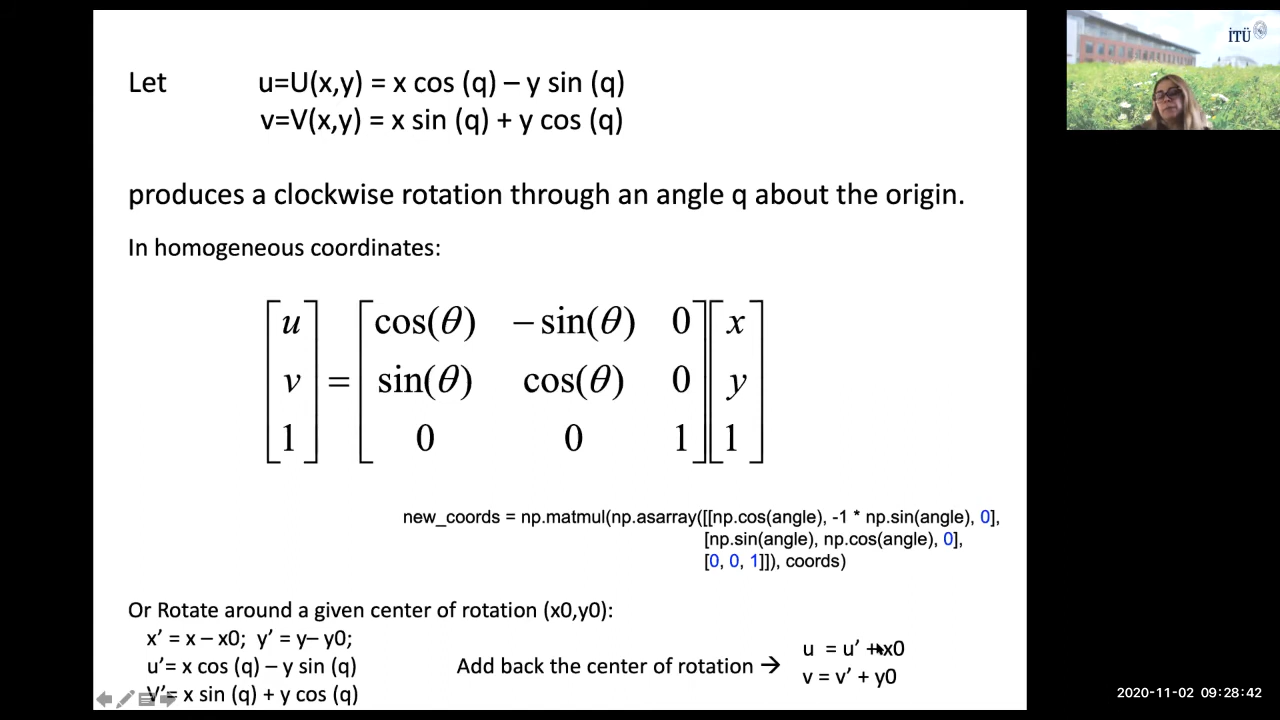 Let u=U(x,y) = x cos (q) – y sin (q)
v=V(x,y) = x sin (q) + y cos (q)
produces a clockwise rotation through an angle q about the origin.
In homogeneous coordinates:
[u] = [cos(θ) − sin(θ) 0] [x]
[v] = [sin(θ) cos(θ) 0] [y]
[1] = [0 0 1] [1]
new_coords = np.matmul(np.asarray([[np.cos(angle), -1 * np.sin(angle), 0],
[np.sin(angle), np.cos(angle), 0],
[0, 0, 1]]), coords)
Or Rotate around a given center of rotation (x0,y0):
x’ = x – x0; y’ = y– y0;
u’= x cos (q) – y sin (q)
V’= x sin (q) + y cos (q)
Add back the center of rotation →
u = u’ +x0
v = v’ + y0
İTÜ
2020-11-02 09:28:42